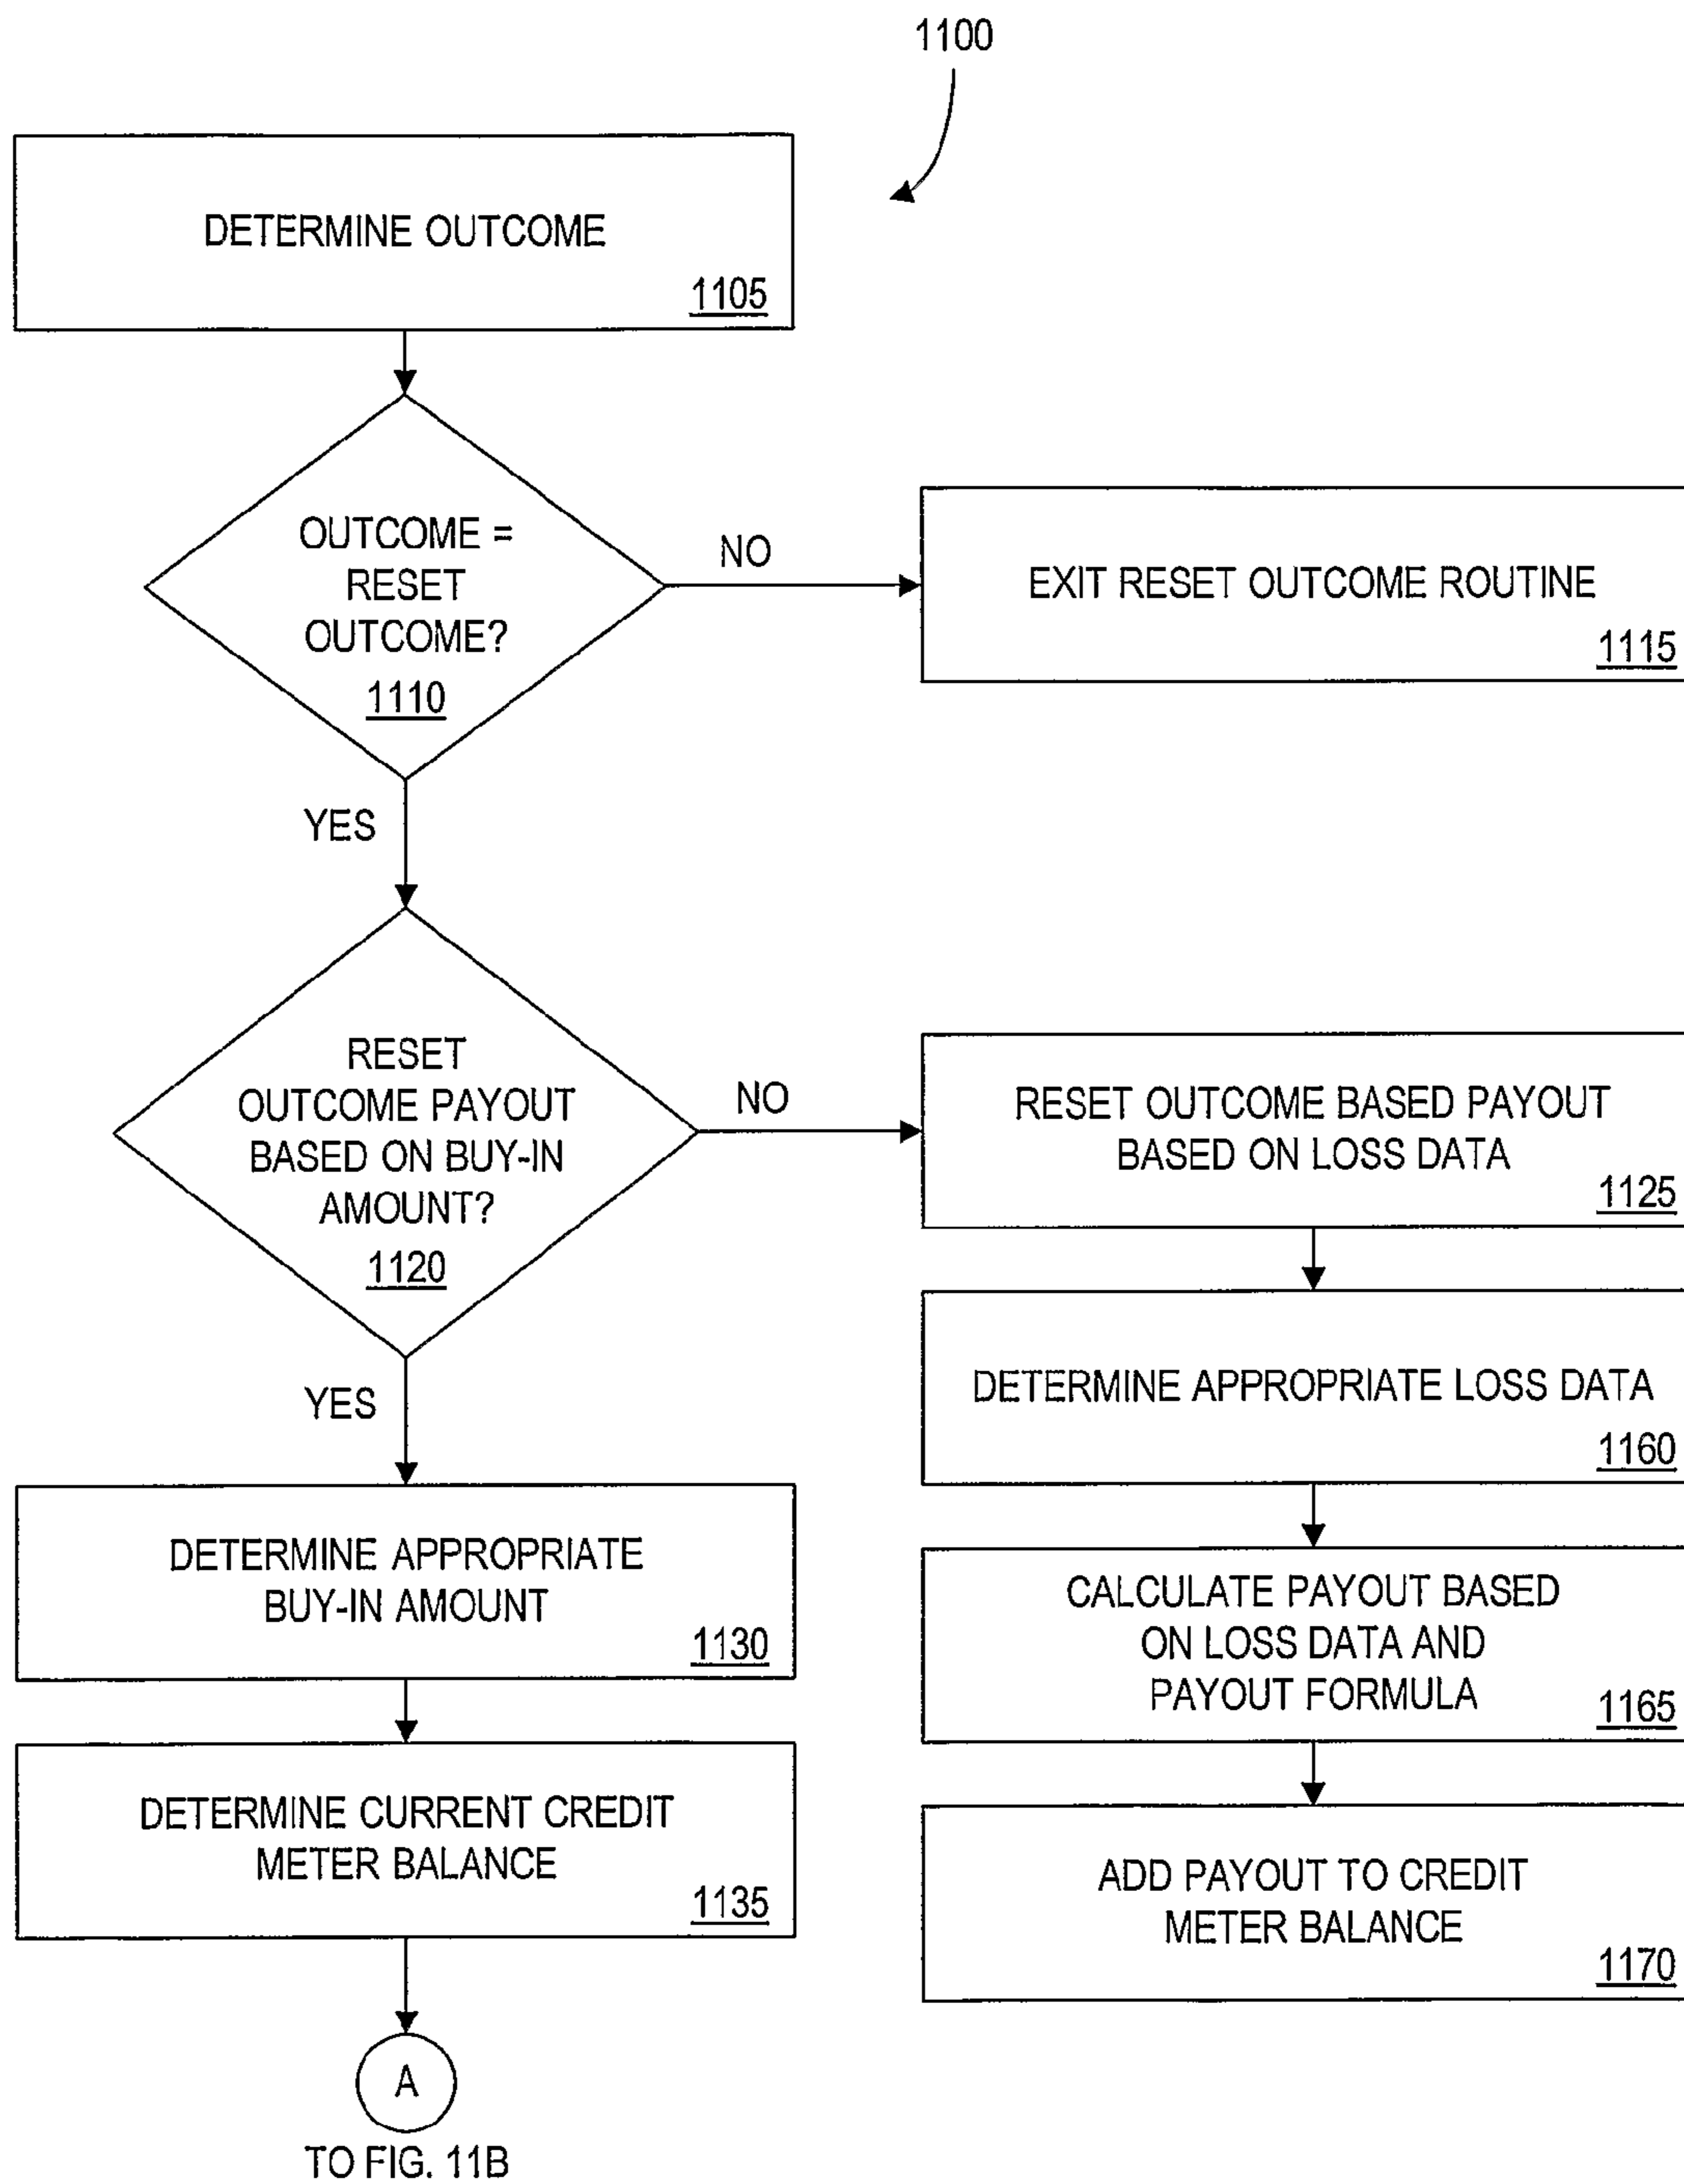 1100
DETERMINE OUTCOME
1105
OUTCOME =
RESET
OUTCOME?
1110
NO
EXIT RESET OUTCOME ROUTINE
1115
YES
RESET
OUTCOME PAYOUT
BASED ON BUY-IN
AMOUNT?
1120
NO
RESET OUTCOME BASED PAYOUT
BASED ON LOSS DATA
1125
DETERMINE APPROPRIATE LOSS DATA
1160
CALCULATE PAYOUT BASED
ON LOSS DATA AND
PAYOUT FORMULA
1165
ADD PAYOUT TO CREDIT
METER BALANCE
1170
YES
DETERMINE APPROPRIATE
BUY-IN AMOUNT
1130
DETERMINE CURRENT CREDIT
METER BALANCE
1135
A
TO FIG. 11B